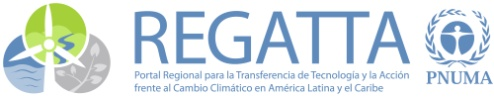 REGATTA
Portal Regional para la Transferencia de Tecnología y la Acción
frente al Cambio Climático en América Latina y el Caribe
PNUMA